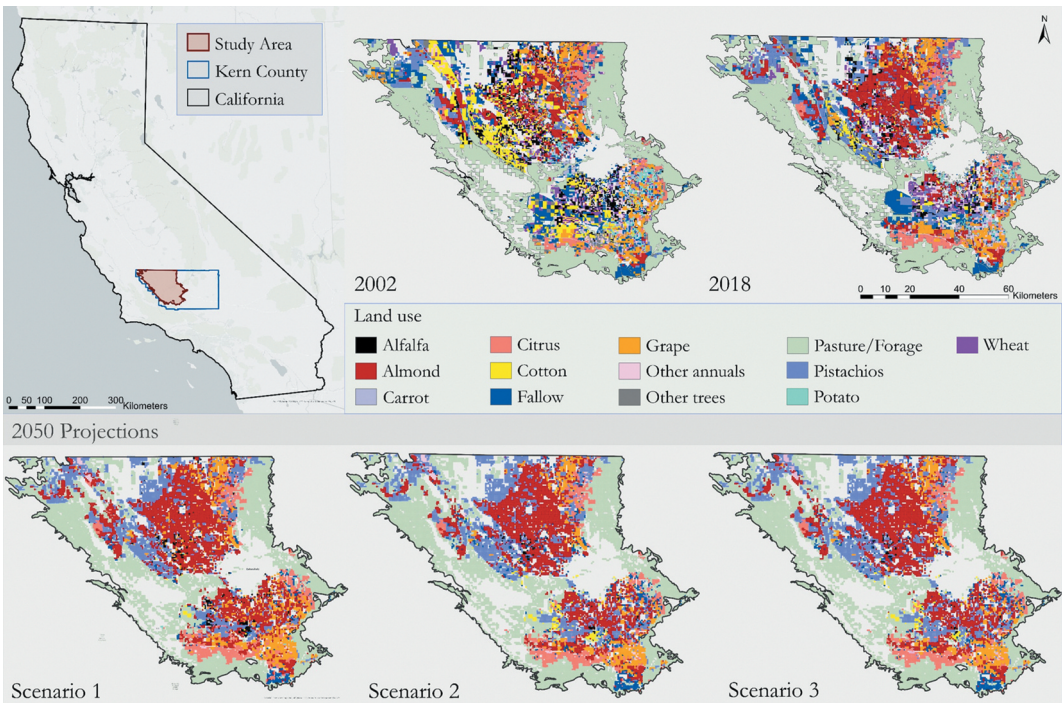 Study Area
Kern County
California
0 50 100 200 300
Kilometers
N
2002
2018
0 10 20 40 60
Kilometers
Land use
Alfalfa
Citrus
Grape
Pasture/Forage
Wheat
Almond
Cotton
Other annuals
Pistachios
Carrot
Fallow
Other trees
Potato
2050 Projections
Scenario 1
Scenario 2
Scenario 3